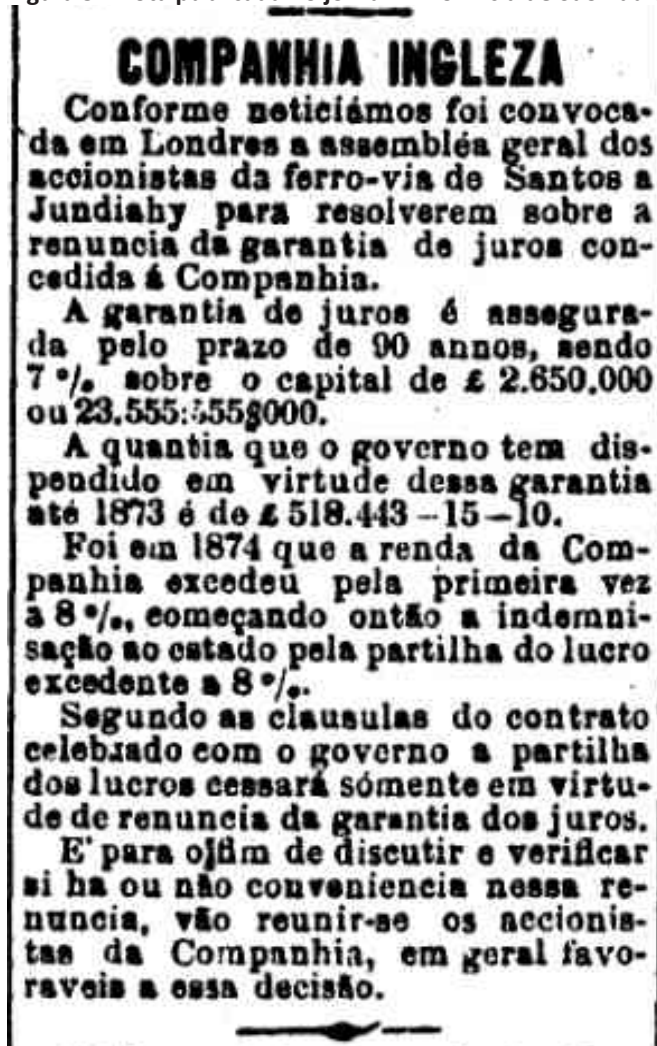 COMPANHIA INGLEZA
Conforme neticiámos foi convoca-
da em Londres a assembléa geral dos
accionistas da ferro-via de Santos a
Jundiahy para resolverem sobre a
renuncia da garantia de juros con-
cedida á Companhia.
A garantia de juros é assegura-
da pelo prazo de 90 annos, sendo
7 % sobre o capital de £ 2.650.000
ou 23.555:555$000.
A quantia que o governo tem dis-
pendido em virtude dessa garantia
até 1873 é de £ 518.443-15-10.
Foi em 1874 que a renda da Com-
panhia excedeu pela primeira vez
a 8 %, começando ontão a indemni-
sação ao estado pela partilha do lucro
excedente a 8 %.
Segundo as clausulas do contrato
celebrado com o governo a partilha
dos lucros cessará sómente em virtu-
de de renuncia da garantia dos juros.
E' para o fim de discutir e verificar
si ha ou não conveniencia nessa re-
nuncia, vão reunir-se os accionis-
tas da Companhia, em geral favo-
raveis a essa decisão.